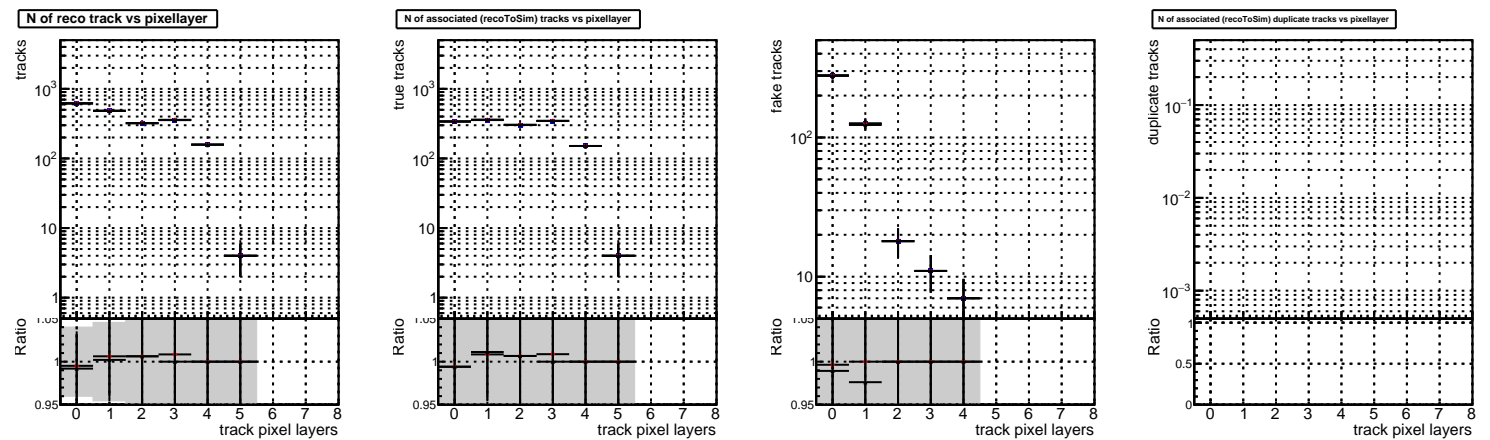 N of reco track vs pixellayer
tracks
10³
10²
10
1
Ratio
1.05
1
0.95
0 1 2 3 4 5 6 7 8
track pixel layers
N of associated (recoToSim) tracks vs pixellayer
true tracks
10³
10²
10
1
Ratio
1.05
1
0.95
0 1 2 3 4 5 6 7 8
track pixel layers
fake tracks
10²
10
Ratio
1.05
1
0.95
0 1 2 3 4 5 6 7 8
track pixel layers
N of associated (recoToSim) duplicate tracks vs pixellayer
duplicate tracks
10⁻¹
10⁻²
10⁻³
Ratio
1
0.5
0
0 1 2 3 4 5 6 7 8
track pixel layers